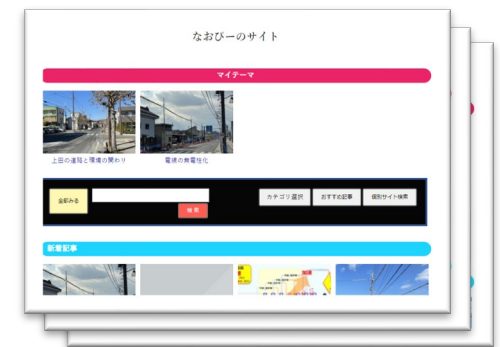 なおぴーのサイト
マイテーマ
上田の道路と環境の関わり
電線の無電柱化
全部みる
検索
カテゴリ選択
おすすめ記事
個別サイト検索
新着記事